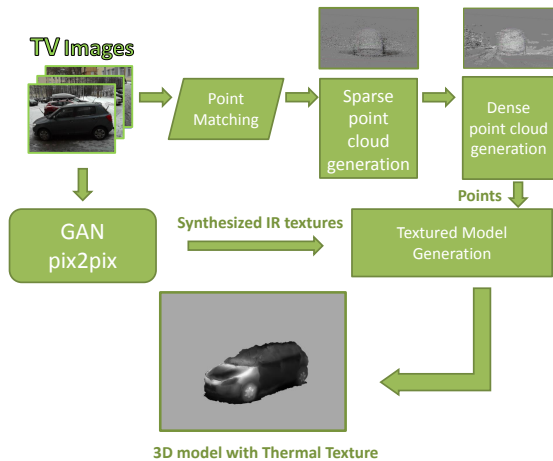 TV Images
Point
Matching
Sparse
point
cloud
generation
Dense
point cloud
generation
Points
GAN
pix2pix
Synthesized IR textures
Textured Model
Generation
3D model with Thermal Texture